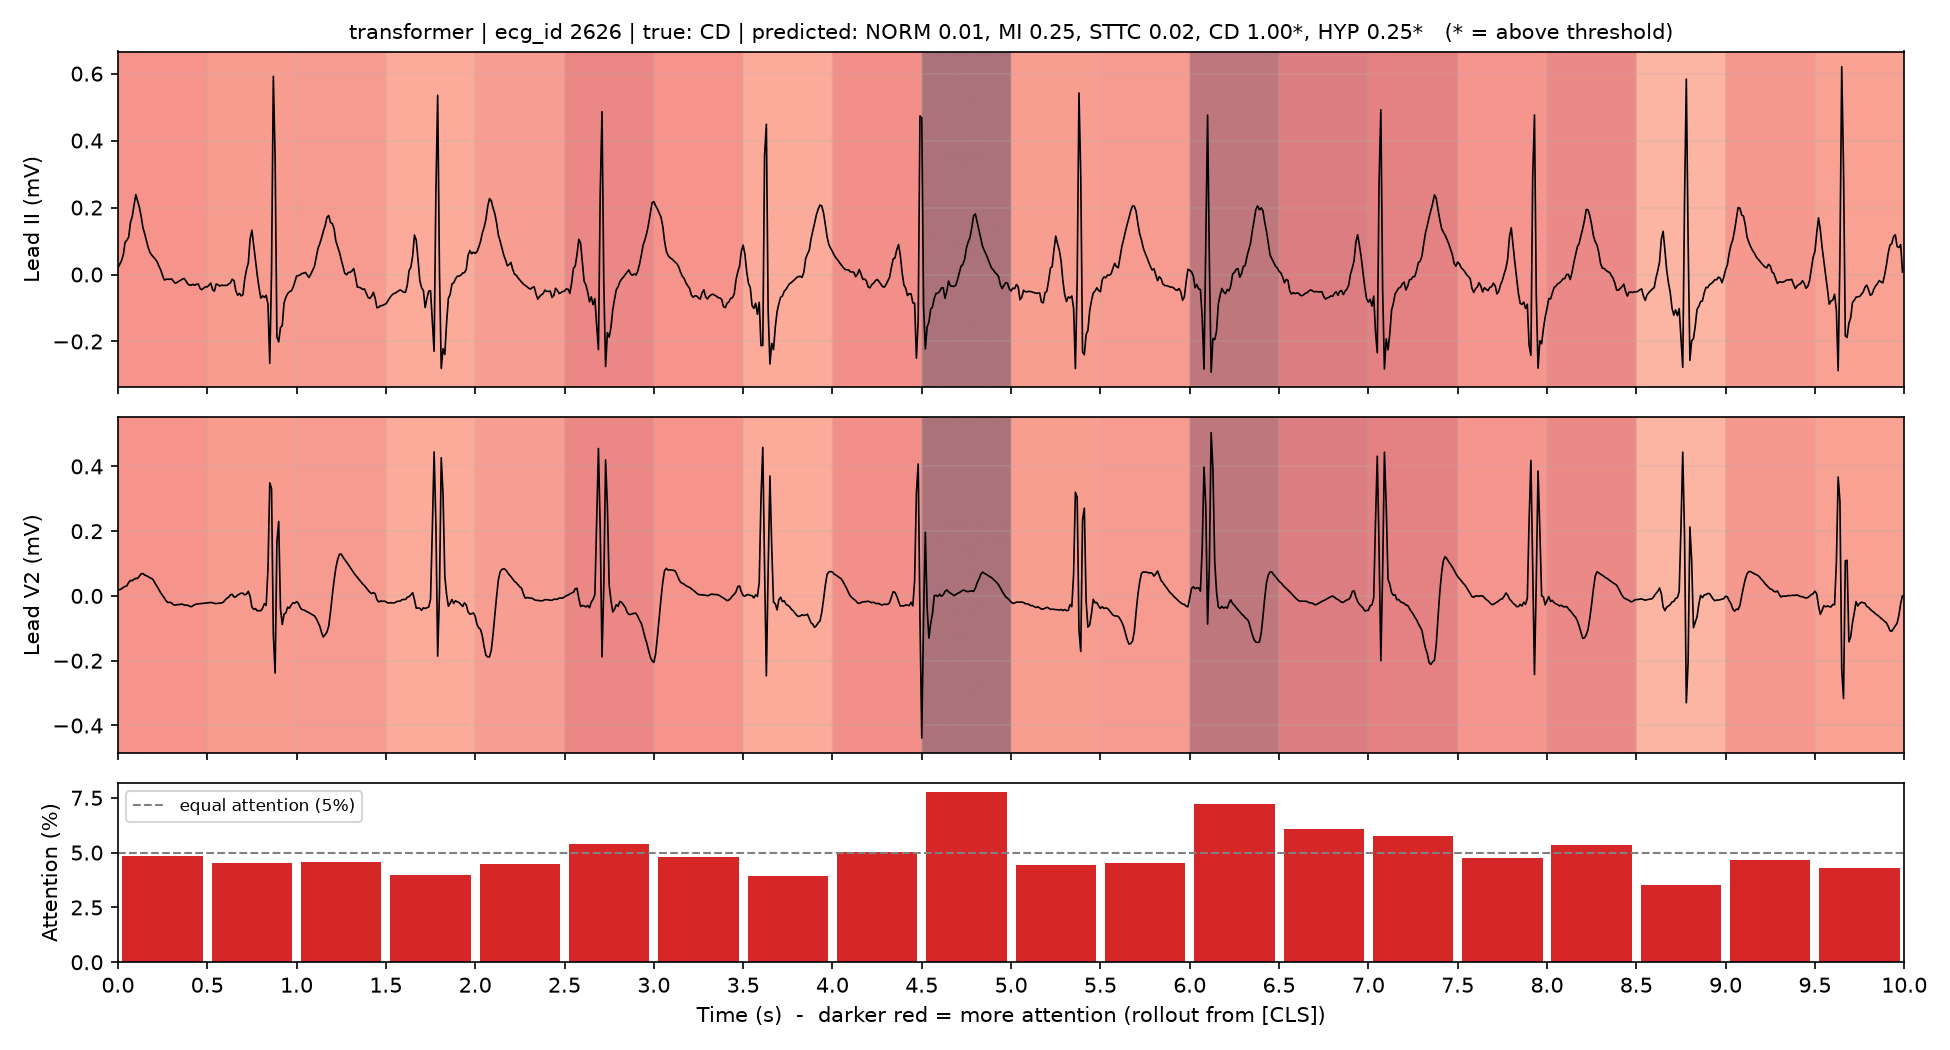 transformer | ecg_id 2626 | true: CD | predicted: NORM 0.01, MI 0.25, STTC 0.02, CD 1.00*, HYP 0.25*   (* = above threshold)
Lead II (mV)
0.6
0.4
0.2
0.0
−0.2
Lead V2 (mV)
0.4
0.2
0.0
−0.2
−0.4
Attention (%)
7.5
5.0
2.5
0.0
equal attention (5%)
0.0 0.5 1.0 1.5 2.0 2.5 3.0 3.5 4.0 4.5 5.0 5.5 6.0 6.5 7.0 7.5 8.0 8.5 9.0 9.5 10.0
Time (s)  -  darker red = more attention (rollout from [CLS])